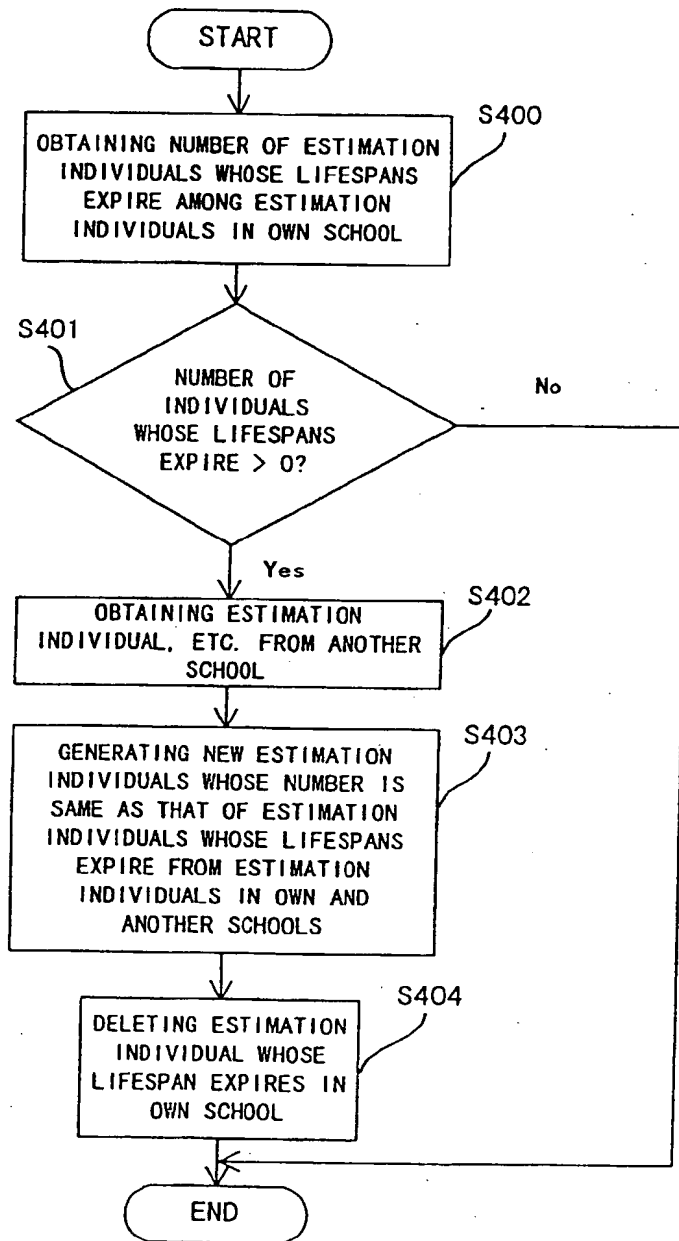 START
S400
OBTAINING NUMBER OF ESTIMATION
INDIVIDUALS WHOSE LIFESPANS
EXPIRE AMONG ESTIMATION
INDIVIDUALS IN OWN SCHOOL
S401
NUMBER OF
INDIVIDUALS
WHOSE LIFESPANS
EXPIRE > 0?
No
Yes
S402
OBTAINING ESTIMATION
INDIVIDUAL, ETC. FROM ANOTHER
SCHOOL
S403
GENERATING NEW ESTIMATION
INDIVIDUALS WHOSE NUMBER IS
SAME AS THAT OF ESTIMATION
INDIVIDUALS WHOSE LIFESPANS
EXPIRE FROM ESTIMATION
INDIVIDUALS IN OWN AND
ANOTHER SCHOOLS
S404
DELETING ESTIMATION
INDIVIDUAL WHOSE
LIFESPAN EXPIRES IN
OWN SCHOOL
END